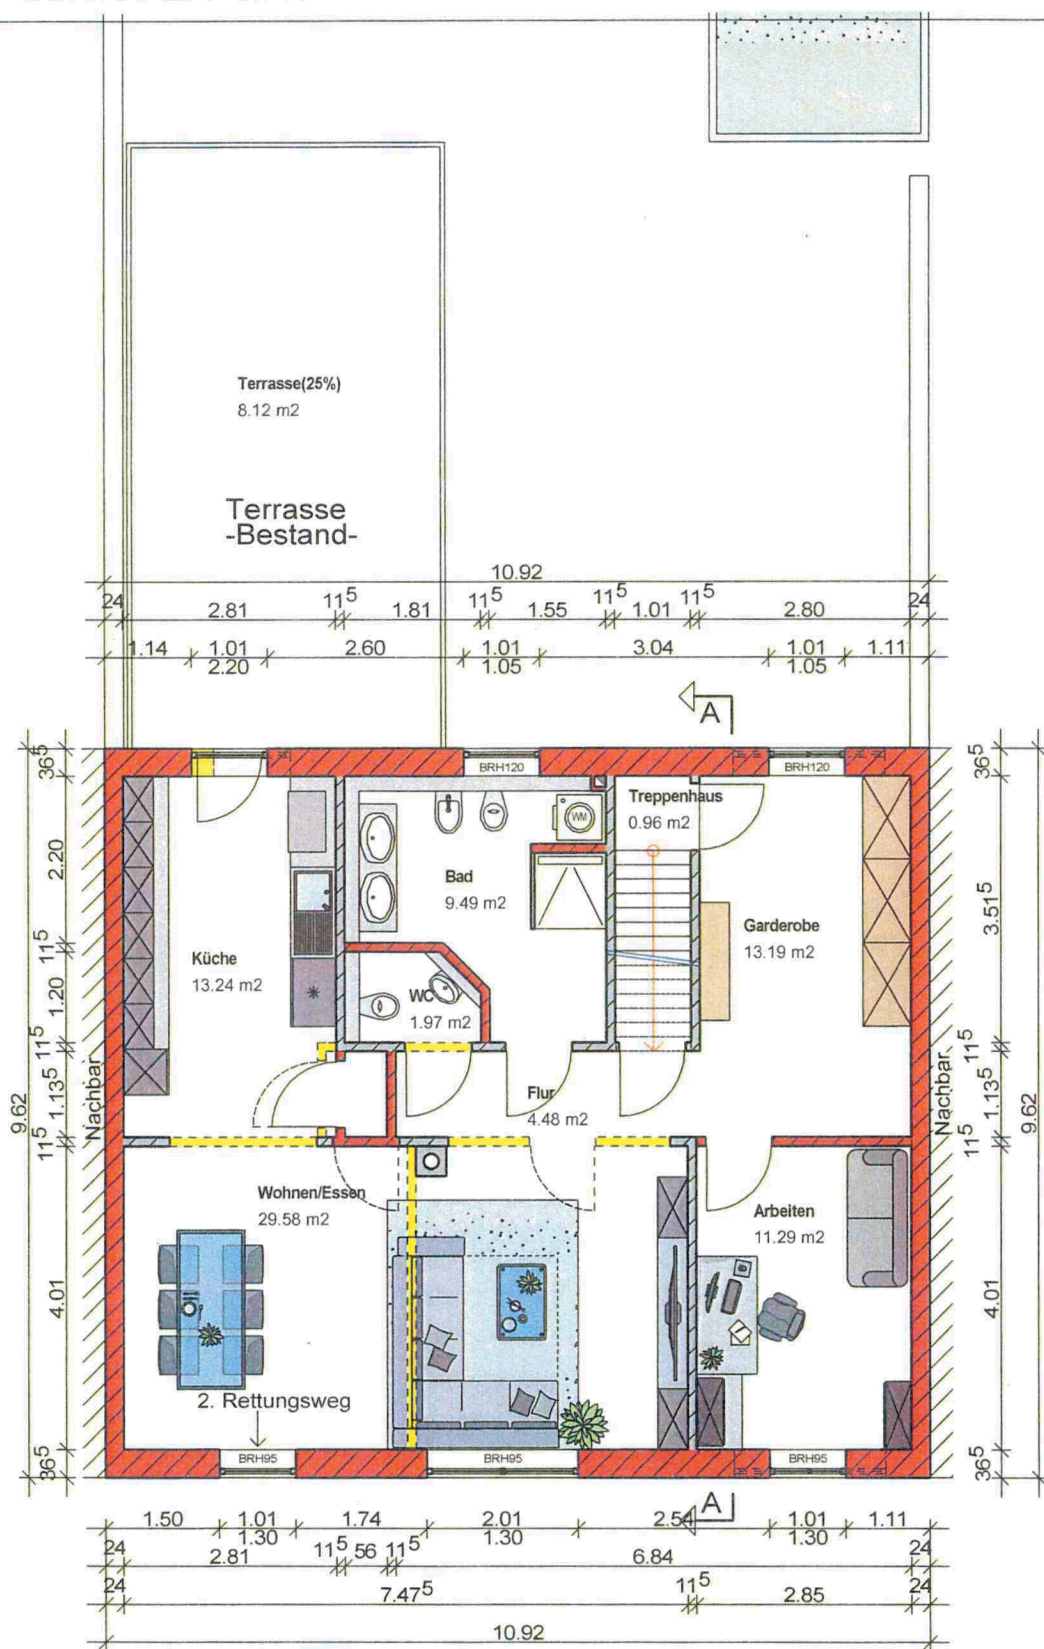 Terrasse(25%)
8.12 m2
Terrasse
-Bestand-
10.92
24 2.81 11⁵ 1.81 11⁵ 1.55 11⁵ 1.01 11⁵ 2.80 24
1.14 1.01 2.60 1.01 3.04 1.01 1.11
2.20 1.05 1.05
A
BRH120 BRH120
Treppenhaus
0.96 m2
WM
Bad
9.49 m2
Garderobe
13.19 m2
Küche
13.24 m2
WC
1.97 m2
Flur
4.48 m2
Wohnen/Essen
29.58 m2
Arbeiten
11.29 m2
2. Rettungsweg
BRH95 BRH95 BRH95
9.62
36⁵ 2.20 11⁵ 1.20 11⁵ 1.13⁵ 11⁵ 4.01 36⁵
Nachbar
Nachbar
36⁵ 3.51⁵ 11⁵ 1.13⁵ 11⁵ 4.01 36⁵
9.62
A
1.50 1.01 1.74 2.01 2.54 1.01 1.11
1.30 1.30 1.30
24 2.81 11⁵ 56 11⁵ 6.84 24
24 7.47⁵ 11⁵ 2.85 24
10.92